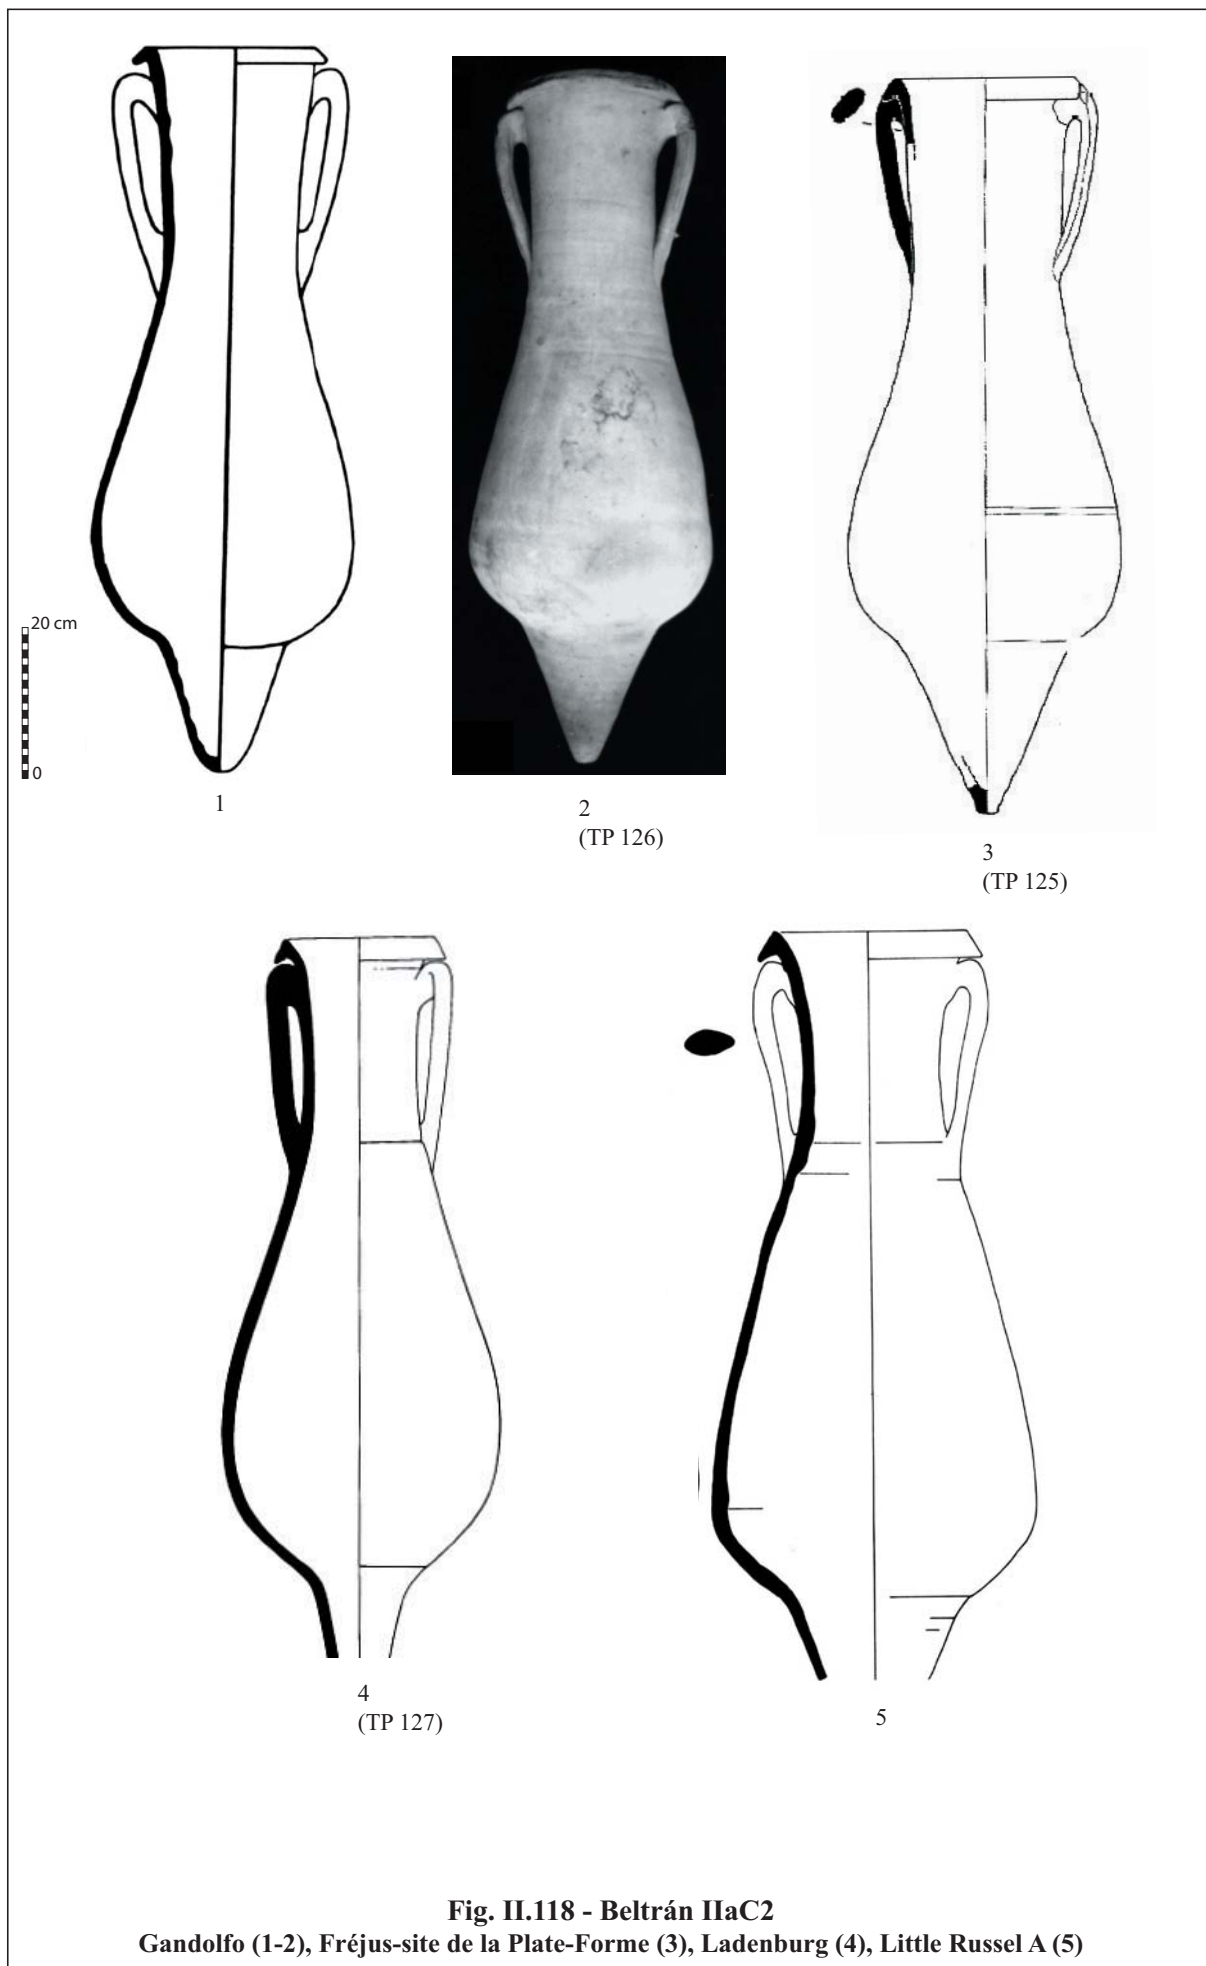 20 cm
0
1
2
(TP 126)
3
(TP 125)
4
(TP 127)
5
Fig. II.118 - Beltrán IIaC2
Gandolfo (1-2), Fréjus-site de la Plate-Forme (3), Ladenburg (4), Little Russel A (5)